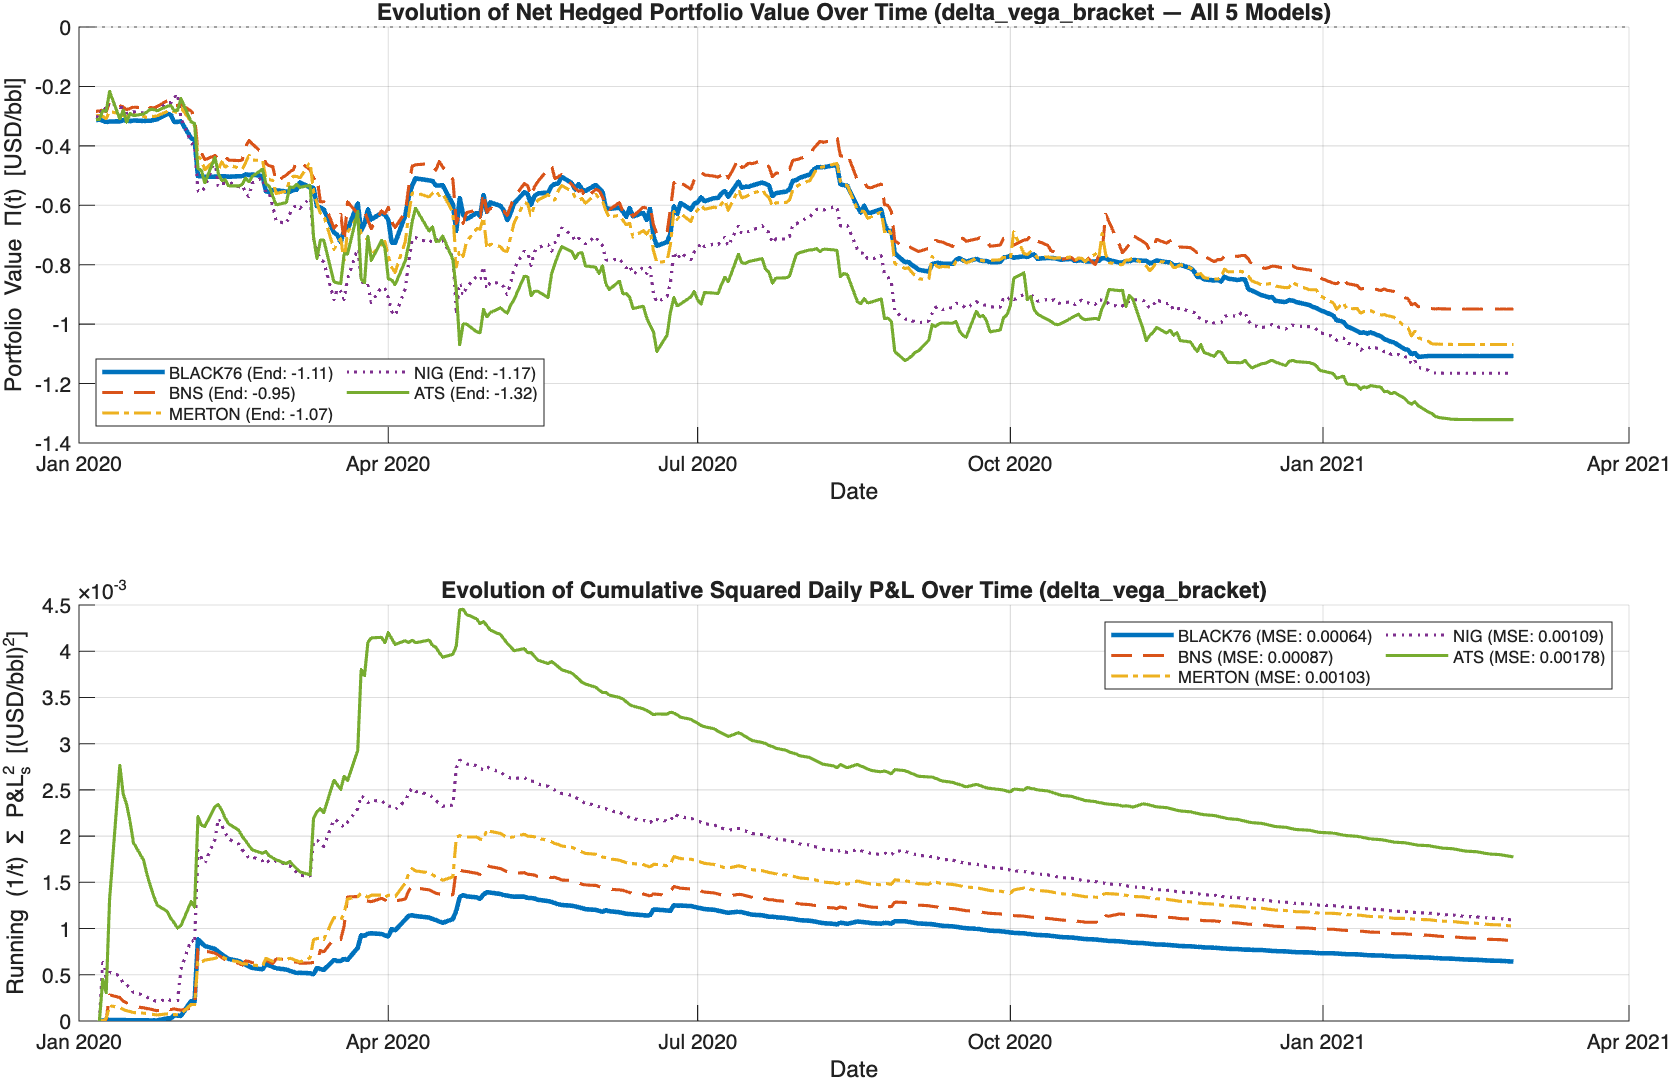 Evolution of Net Hedged Portfolio Value Over Time (delta_vega_bracket — All 5 Models)
Portfolio Value Π(t) [USD/bbl]
0
-0.2
-0.4
-0.6
-0.8
-1
-1.2
-1.4
BLACK76 (End: -1.11)
BNS (End: -0.95)
MERTON (End: -1.07)
NIG (End: -1.17)
ATS (End: -1.32)
Jan 2020
Apr 2020
Jul 2020
Oct 2020
Jan 2021
Apr 2021
Date
Evolution of Cumulative Squared Daily P&L Over Time (delta_vega_bracket)
×10⁻³
Running (1/t) Σ P&Lₛ² [(USD/bbl)²]
4.5
4
3.5
3
2.5
2
1.5
1
0.5
0
BLACK76 (MSE: 0.00064)
BNS (MSE: 0.00087)
MERTON (MSE: 0.00103)
NIG (MSE: 0.00109)
ATS (MSE: 0.00178)
Jan 2020
Apr 2020
Jul 2020
Oct 2020
Jan 2021
Apr 2021
Date